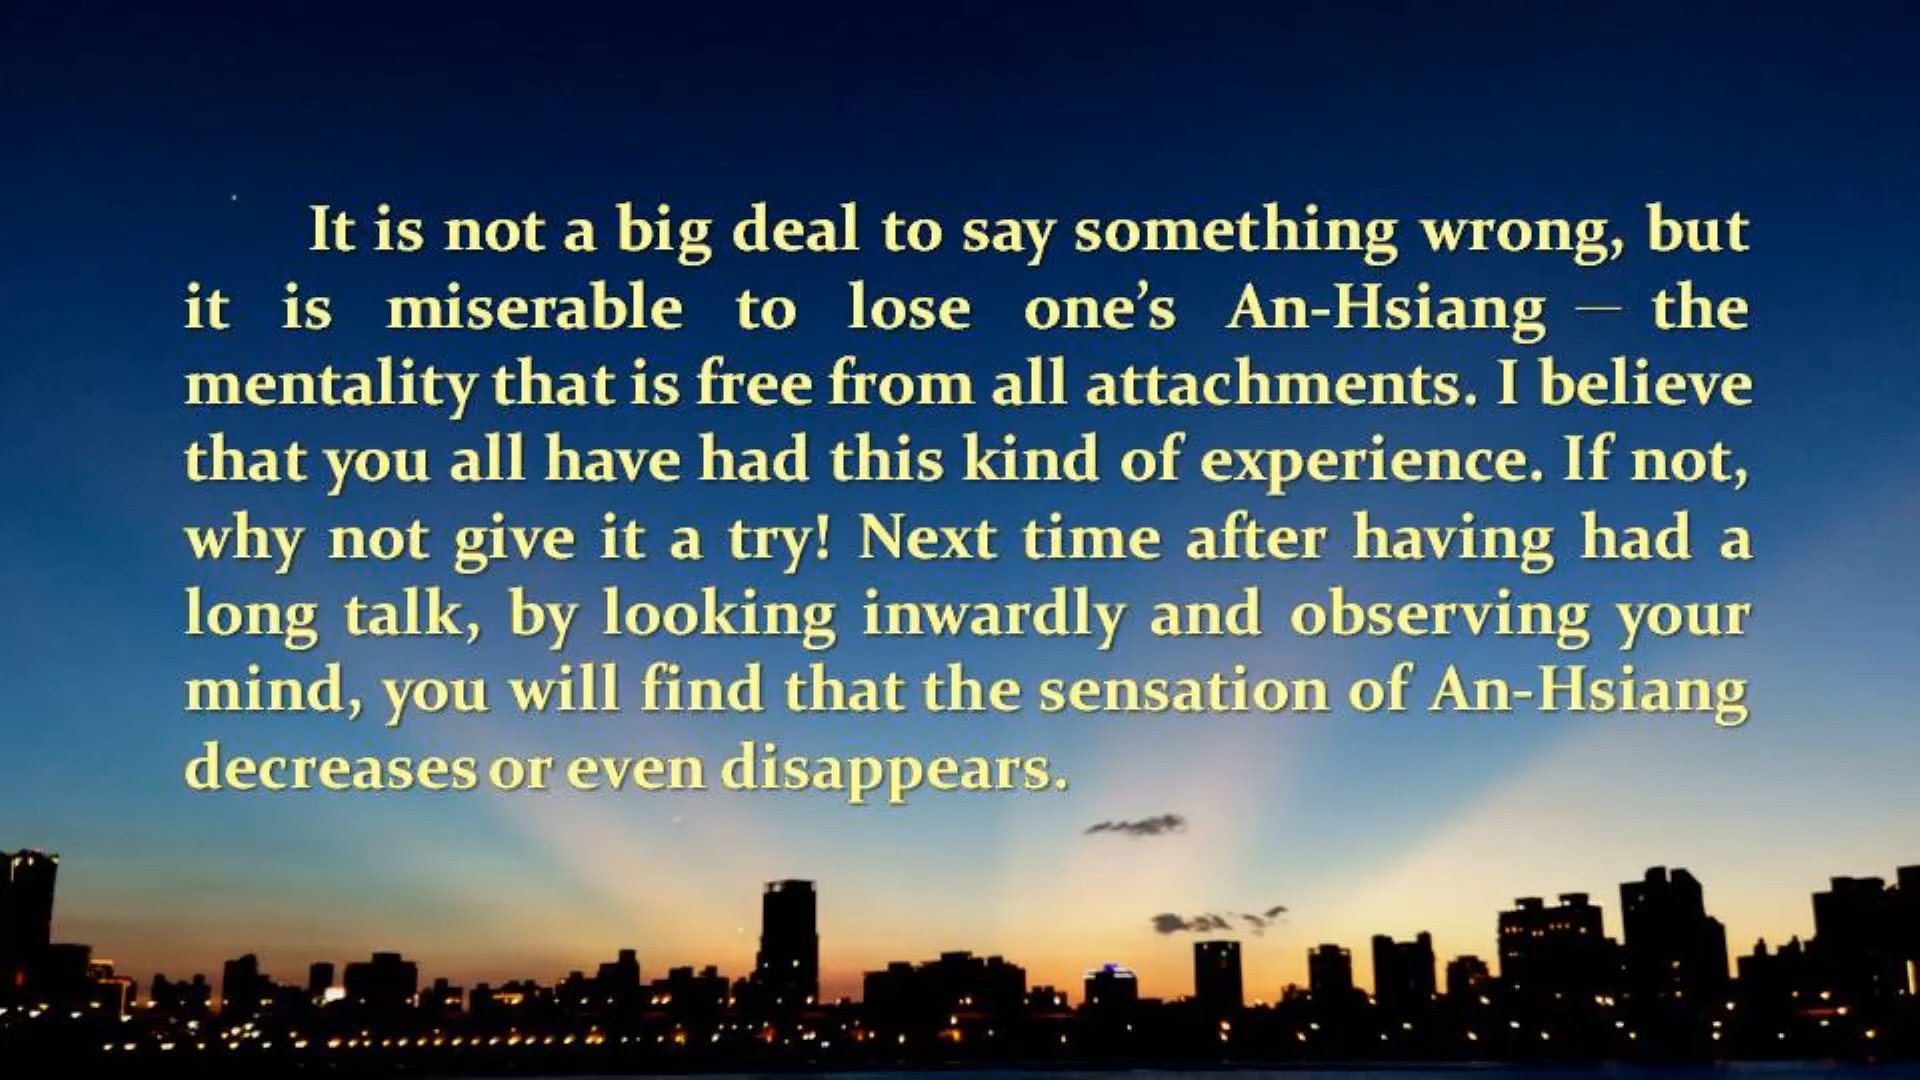 It is not a big deal to say something wrong, but
it is miserable to lose one’s An-Hsiang — the
mentality that is free from all attachments. I believe
that you all have had this kind of experience. If not,
why not give it a try! Next time after having had a
long talk, by looking inwardly and observing your
mind, you will find that the sensation of An-Hsiang
decreases or even disappears.